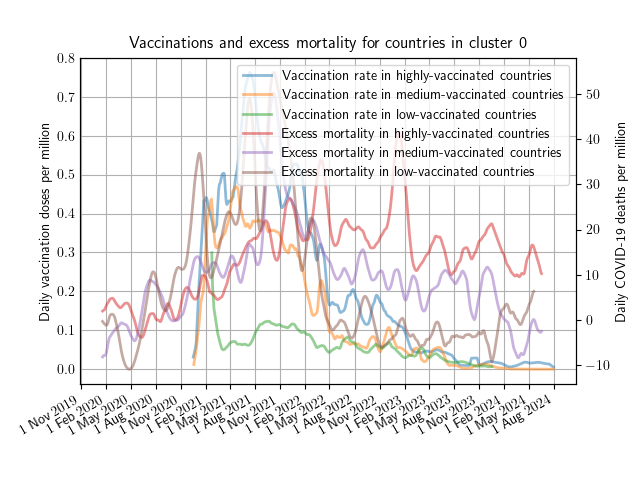 Vaccinations and excess mortality for countries in cluster 0
Vaccination rate in highly-vaccinated countries
Vaccination rate in medium-vaccinated countries
Vaccination rate in low-vaccinated countries
Excess mortality in highly-vaccinated countries
Excess mortality in medium-vaccinated countries
Excess mortality in low-vaccinated countries
Daily vaccination doses per million
0.8
0.7
0.6
0.5
0.4
0.3
0.2
0.1
0.0
Daily COVID-19 deaths per million
50
40
30
20
10
0
−10
1 Nov 2019
1 Feb 2020
1 May 2020
1 Aug 2020
1 Nov 2020
1 Feb 2021
1 May 2021
1 Aug 2021
1 Nov 2021
1 Feb 2022
1 May 2022
1 Aug 2022
1 Nov 2022
1 Feb 2023
1 May 2023
1 Aug 2023
1 Nov 2023
1 Feb 2024
1 May 2024
1 Aug 2024